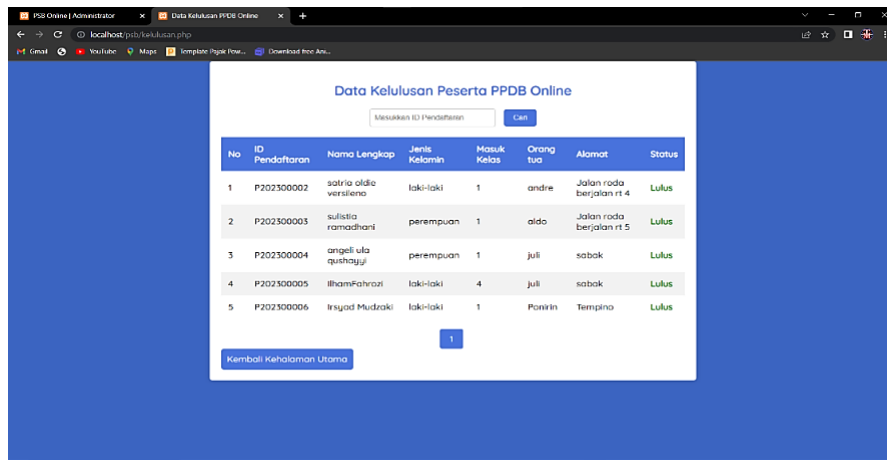 PSB Online | Administrator
Data Kelulusan PPDB Online
localhost/psb/kelulusan.php
Gmail YouTube Maps Template Pajak Pow... Download free Ani...
Data Kelulusan Peserta PPDB Online
Masukkan ID Pendaftaran Cari
No ID Pendaftaran Nama Lengkap Jenis Kelamin Masuk Kelas Orang tua Alamat Status
1 P202300002 satria oldie versileno laki-laki 1 andre Jalan roda berjalan rt 4 Lulus
2 P202300003 sulistia ramadhani perempuan 1 aldo Jalan roda berjalan rt 5 Lulus
3 P202300004 angeli ula qushayyi perempuan 1 juli sabak Lulus
4 P202300005 IlhamFahrozi laki-laki 4 juli sabak Lulus
5 P202300006 Irsyad Mudzaki laki-laki 1 Ponirin Tempino Lulus
1
Kembali Kehalaman Utama